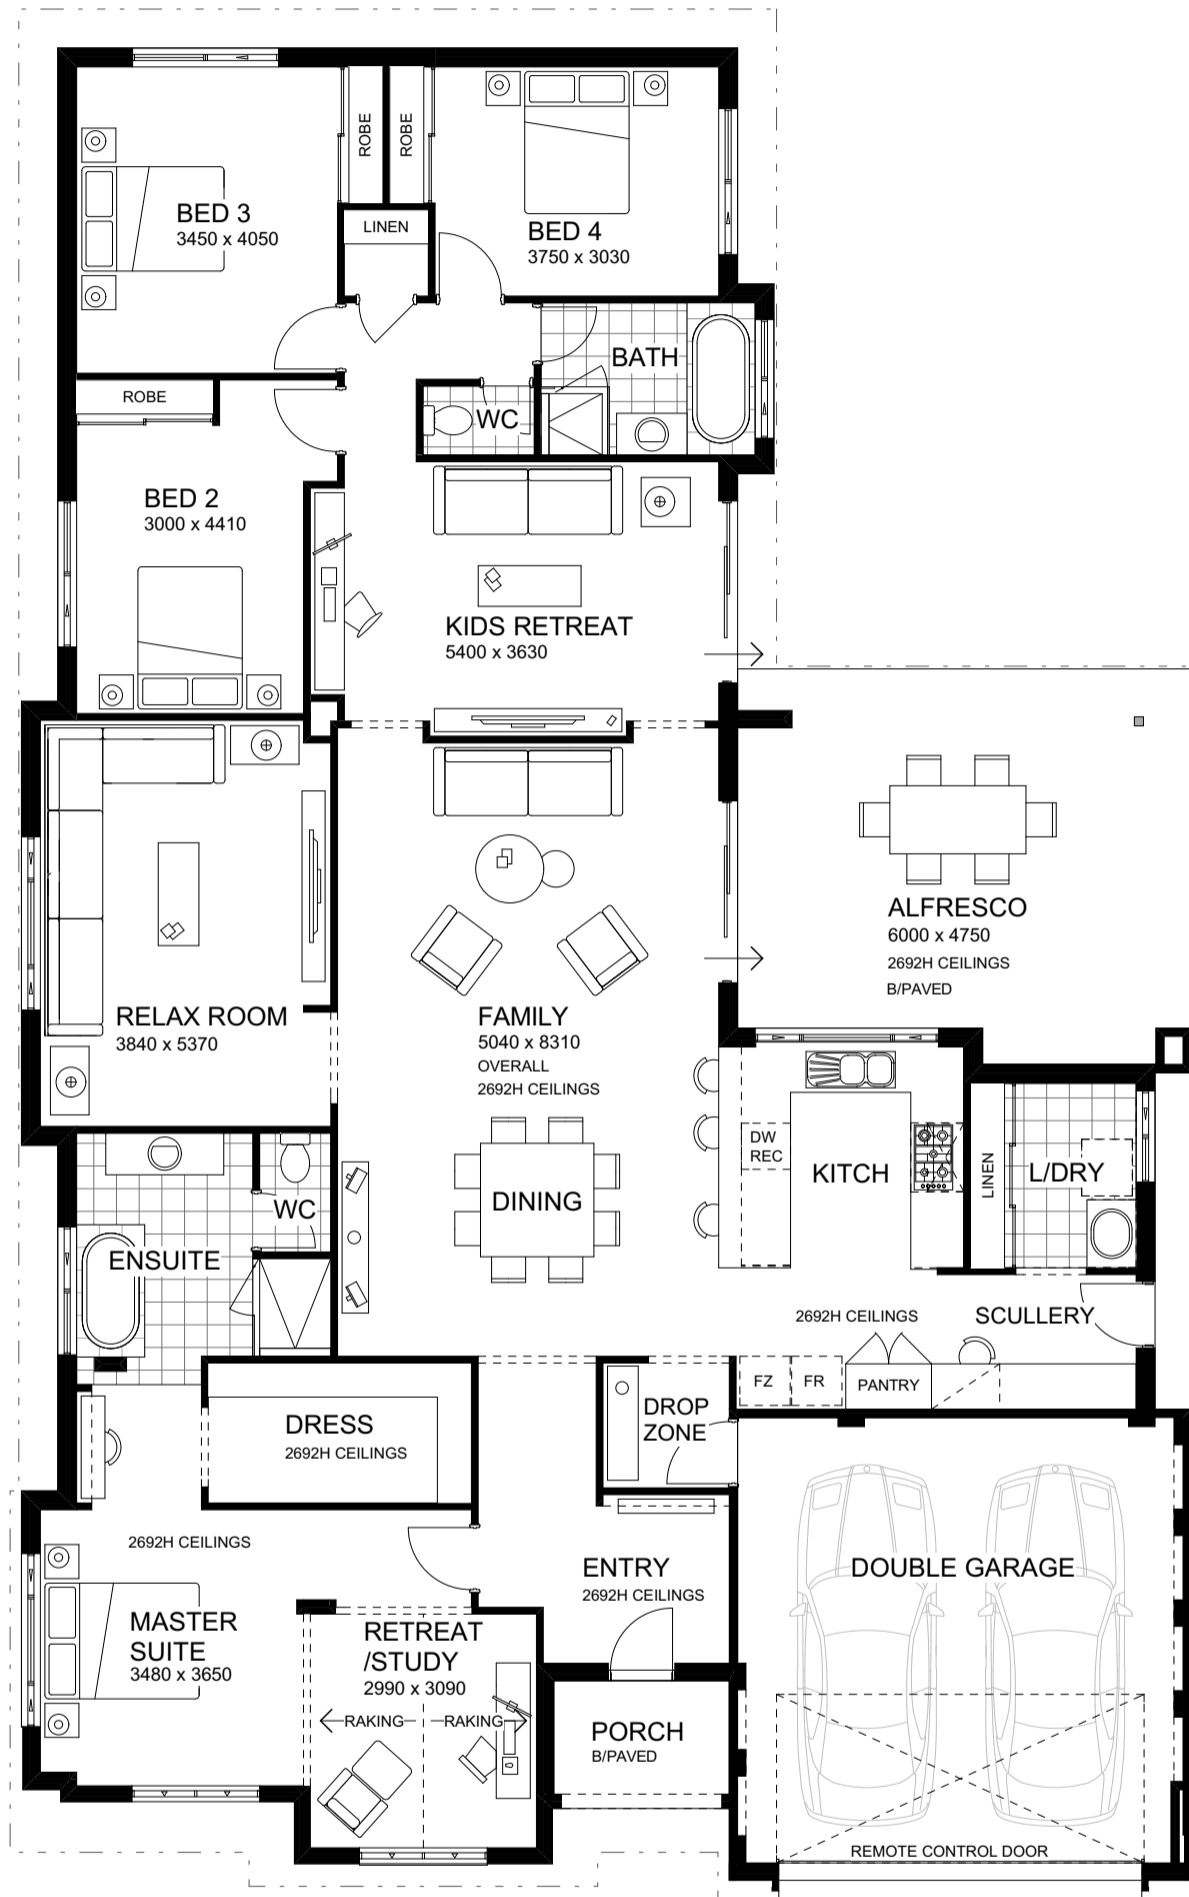 ROBE
ROBE
BED 3
3450 x 4050
LINEN
BED 4
3750 x 3030
BATH
ROBE
WC
BED 2
3000 x 4410
KIDS RETREAT
5400 x 3630
ALFRESCO
6000 x 4750
2692H CEILINGS
B/PAVED
RELAX ROOM
3840 x 5370
FAMILY
5040 x 8310
OVERALL
2692H CEILINGS
DW
REC
KITCH
LINEN
L/DRY
DINING
WC
ENSUITE
2692H CEILINGS
SCULLERY
FZ
FR
PANTRY
DRESS
2692H CEILINGS
DROP
ZONE
2692H CEILINGS
ENTRY
2692H CEILINGS
DOUBLE GARAGE
MASTER
SUITE
3480 x 3650
RETREAT
/STUDY
2990 x 3090
RAKING
RAKING
PORCH
B/PAVED
REMOTE CONTROL DOOR